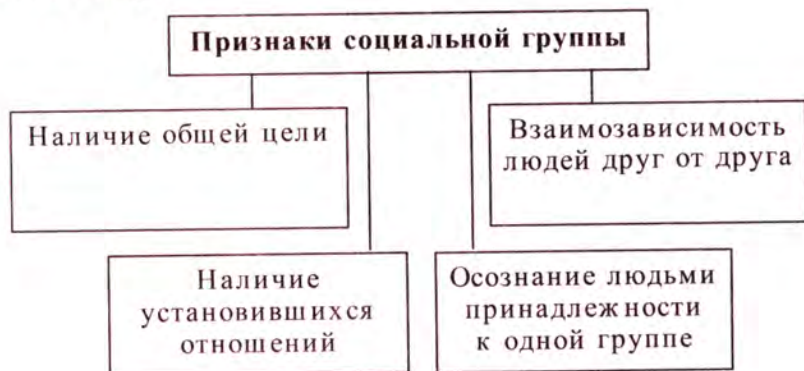 Признаки социальной группы
Наличие общей цели
Взаимозависимость
людей друг от друга
Наличие
установившихся
отношений
Осознание людьми
принадлежности
к одной группе